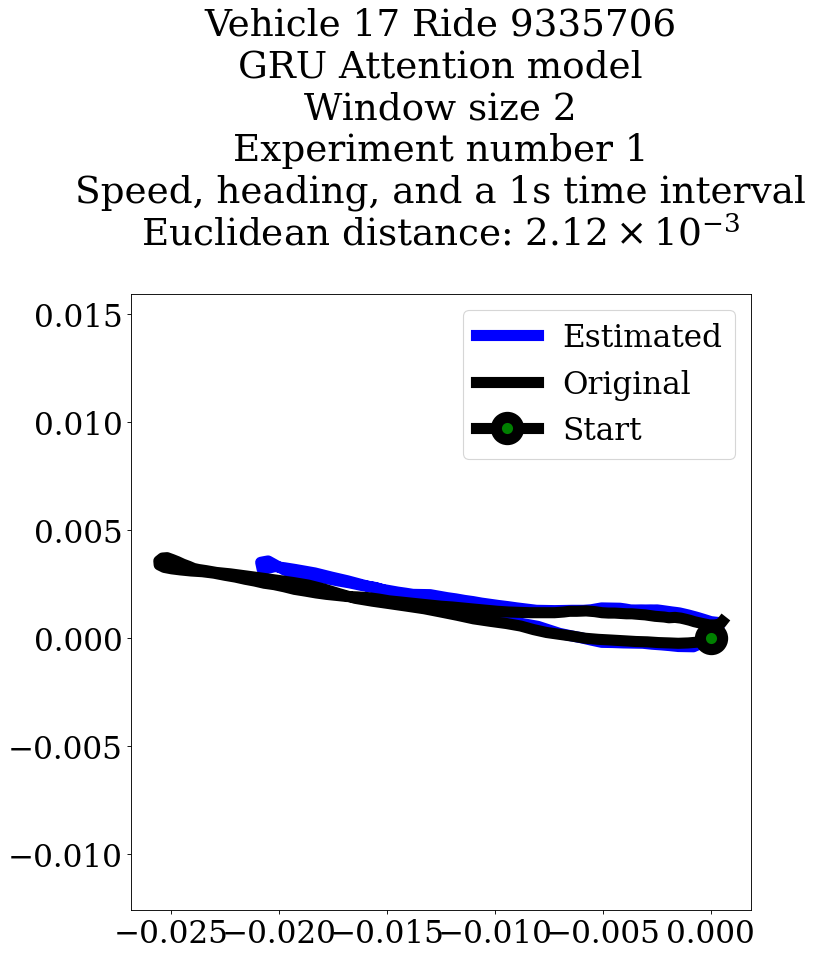 Vehicle 17 Ride 9335706
GRU Attention model
Window size 2
Experiment number 1
Speed, heading, and a 1s time interval
Euclidean distance: 2.12 × 10⁻³
0.015
0.010
0.005
0.000
−0.005
−0.010
Estimated
Original
Start
−0.025 −0.020 −0.015 −0.010 −0.005 0.000